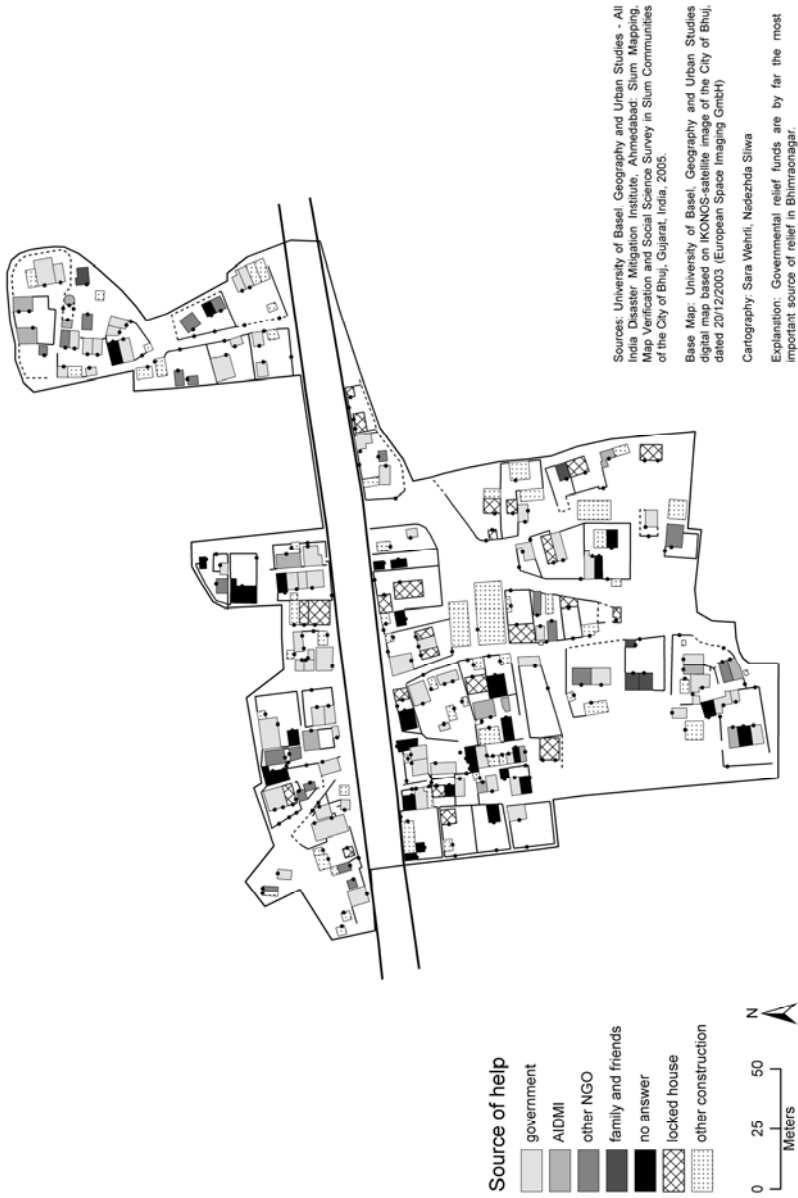 Sources: University of Basel, Geography and Urban Studies - All
India Disaster Mitigation Institute, Ahmedabad: Slum Mapping,
Map Verification and Social Science Survey in Slum Communities
of the City of Bhuj, Gujarat, India, 2005.
Base Map: University of Basel, Geography and Urban Studies
digital map based on IKONOS-satellite image of the City of Bhuj,
dated 20/12/2003 (European Space Imaging GmbH)
Cartography: Sara Wehrli, Nadezhda Sliwa
Explanation: Governmental relief funds are by far the most
important source of relief in Bhimraonagar.
Source of help
government
AIDMI
other NGO
family and friends
no answer
locked house
other construction
N
0 25 50
Meters